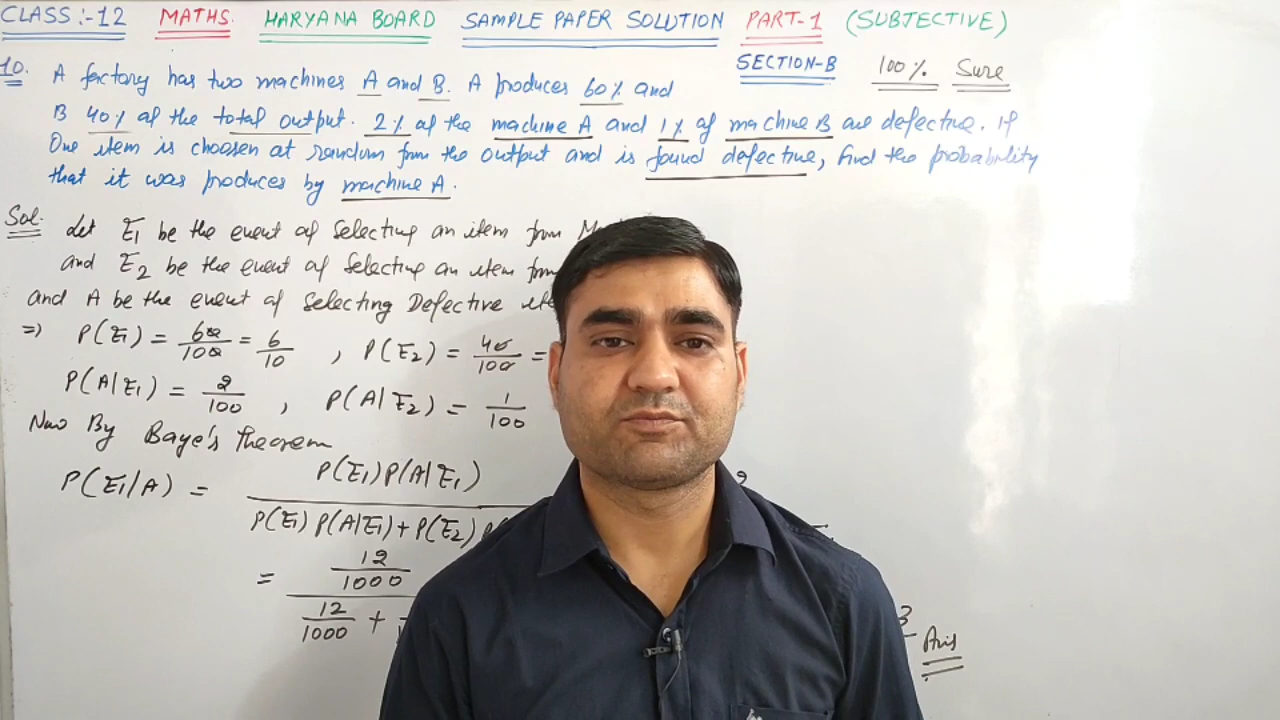 CLASS :- 12 MATHS. HARYANA BOARD SAMPLE PAPER SOLUTION PART-1 (SUBJECTIVE)
SECTION-B 100% Sure
10. A factory has two machines A and B. A produces 60% and
B 40% of the total output. 2% of the machine A and 1% of machine B are defective. If
One item is choosen at random from the output and is found defective, find the probability
that it was produces by machine A.
Sol. Let E1 be the event of selecting an item from
and E2 be the event of selecting an item from
and A be the event of selecting Defective
=> P(E1) = 60/100 = 6/10 , P(E2) = 40/100 =
P(A|E1) = 2/100 , P(A|E2) = 1/100
Now By Baye's theorem
P(E1/A) = P(E1)P(A|E1)
P(E1) P(A|E1) + P(E2)
= 12/1000
12/1000 +
3 Ans